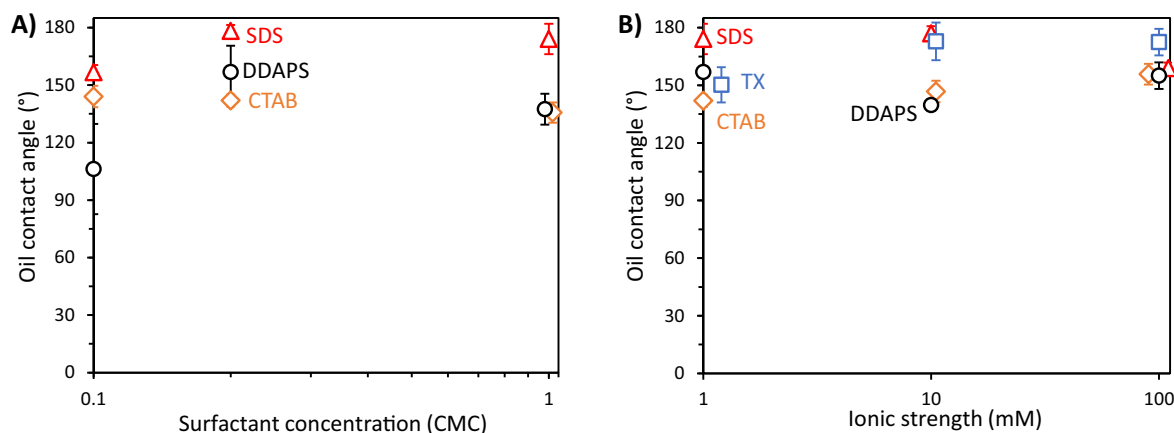 A)
180
150
120
90
60
30
0
Oil contact angle (°)
SDS
DDAPS
CTAB
0.1
1
Surfactant concentration (CMC)
B)
180
150
120
90
60
30
0
Oil contact angle (°)
SDS
TX
CTAB
DDAPS
1
10
100
Ionic strength (mM)